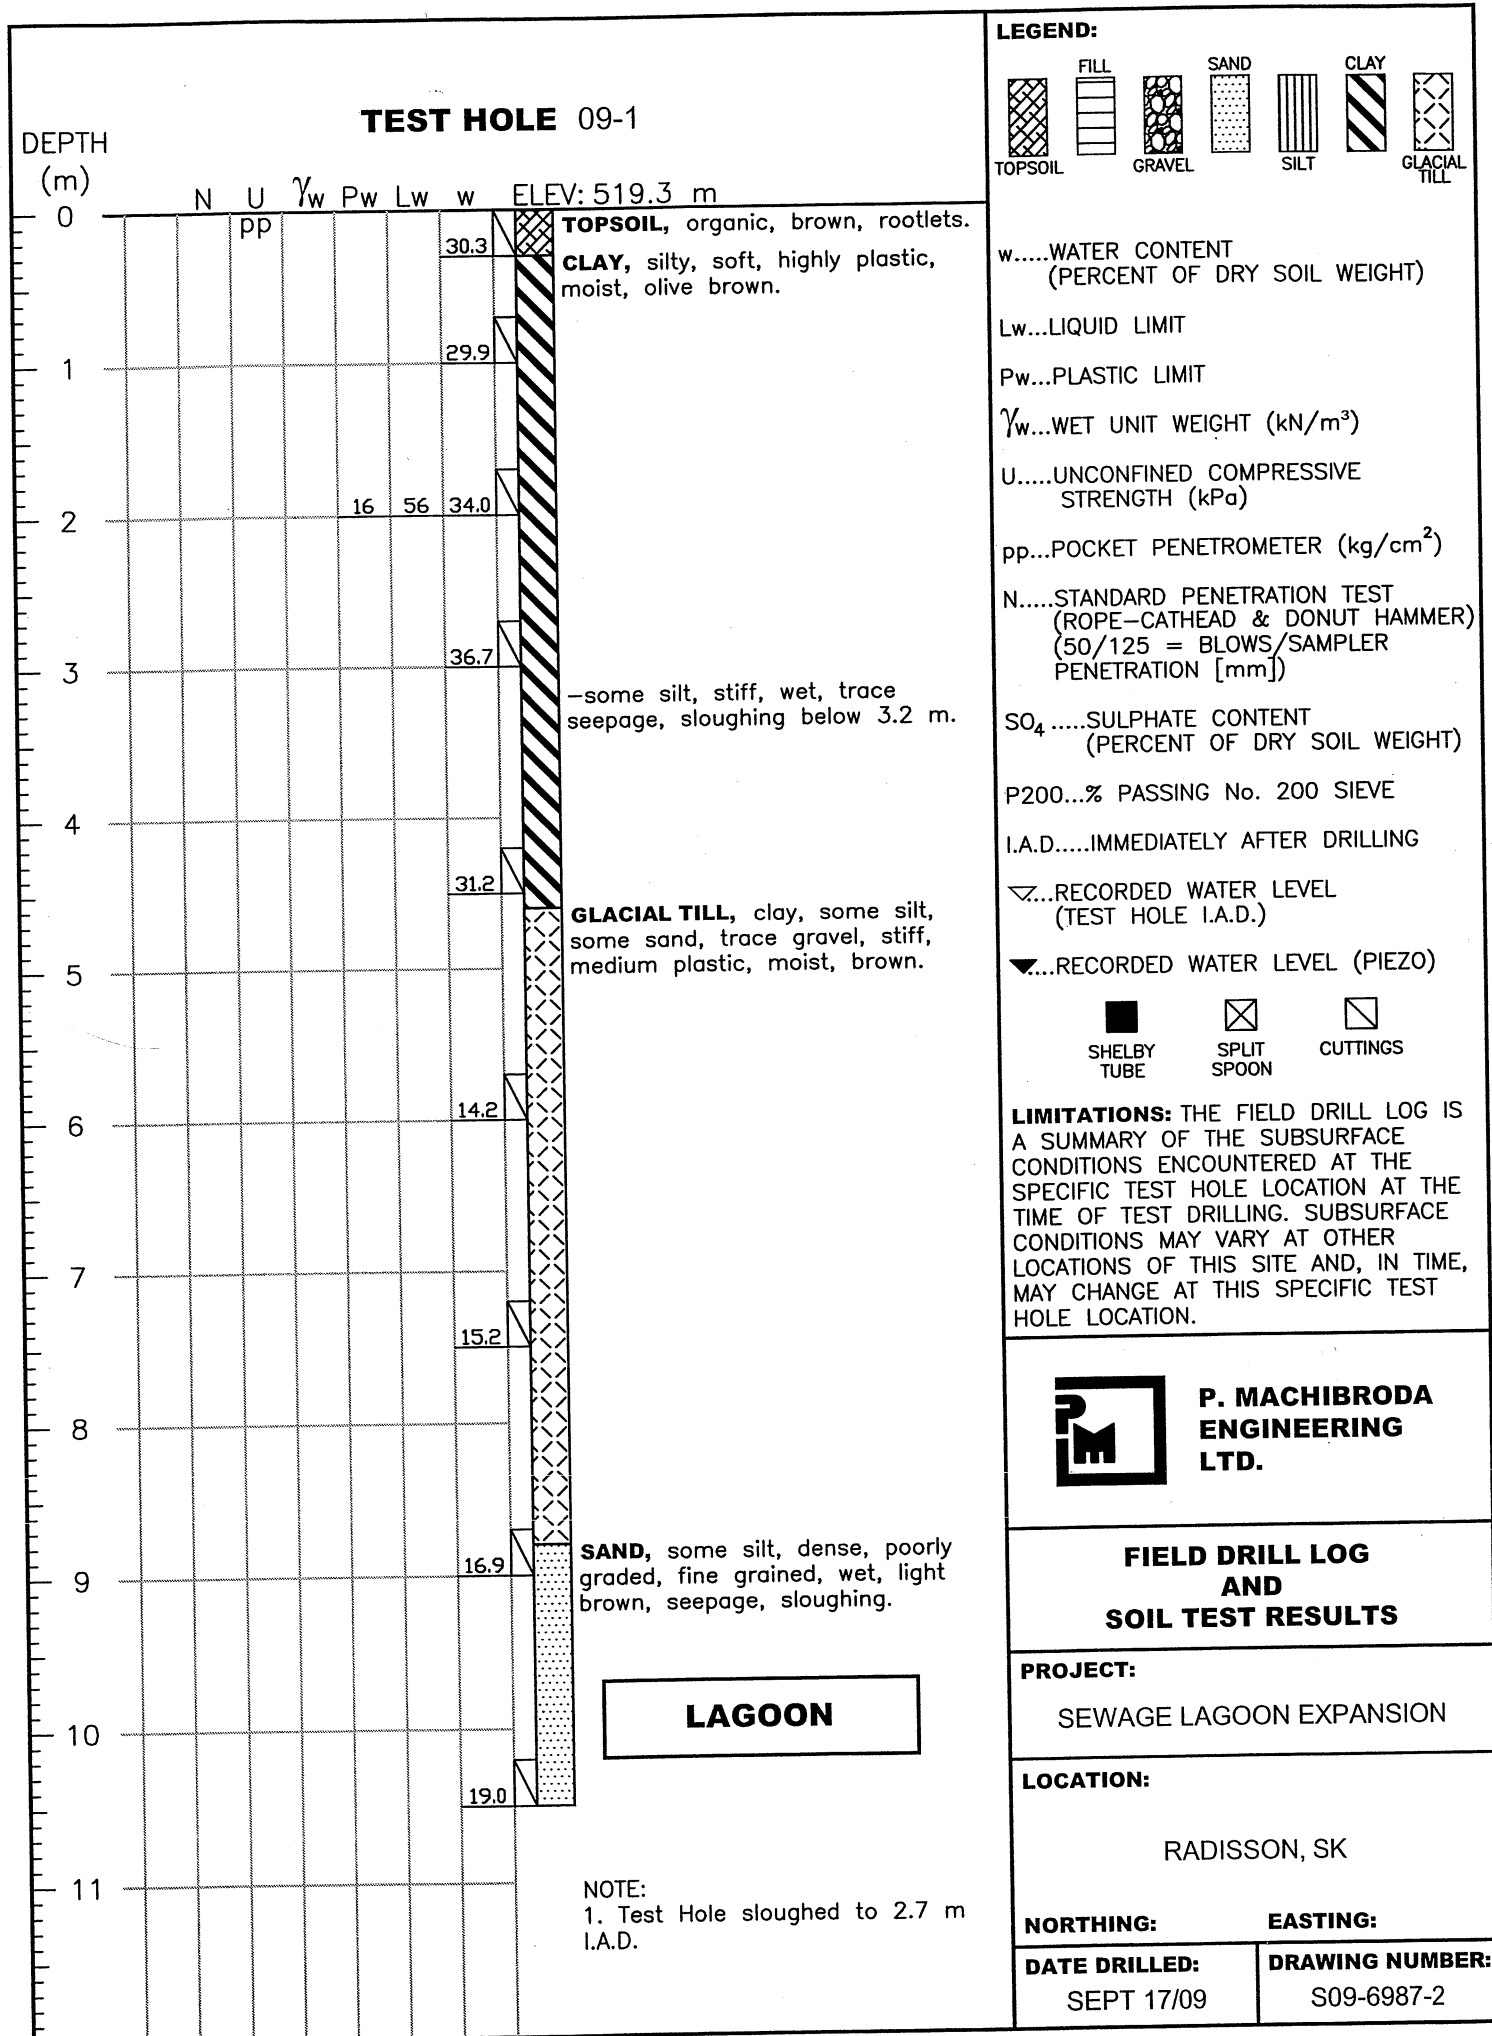 TEST HOLE 09-1
DEPTH
(m)
N U γw Pw Lw w ELEV: 519.3 m
pp
0
30.3
TOPSOIL, organic, brown, rootlets.
CLAY, silty, soft, highly plastic,
moist, olive brown.
29.9
1
16 56 34.0
2
36.7
3
–some silt, stiff, wet, trace
seepage, sloughing below 3.2 m.
4
31.2
GLACIAL TILL, clay, some silt,
some sand, trace gravel, stiff,
medium plastic, moist, brown.
5
14.2
6
7
15.2
8
SAND, some silt, dense, poorly
graded, fine grained, wet, light
brown, seepage, sloughing.
16.9
9
LAGOON
10
19.0
11
NOTE:
1. Test Hole sloughed to 2.7 m
I.A.D.
LEGEND:
FILL SAND CLAY
TOPSOIL GRAVEL SILT GLACIAL
TILL
w.....WATER CONTENT
(PERCENT OF DRY SOIL WEIGHT)
Lw...LIQUID LIMIT
Pw...PLASTIC LIMIT
γw...WET UNIT WEIGHT (kN/m³)
U.....UNCONFINED COMPRESSIVE
STRENGTH (kPa)
pp...POCKET PENETROMETER (kg/cm²)
N.....STANDARD PENETRATION TEST
(ROPE–CATHEAD & DONUT HAMMER)
(50/125 = BLOWS/SAMPLER
PENETRATION [mm])
SO₄.....SULPHATE CONTENT
(PERCENT OF DRY SOIL WEIGHT)
P200...% PASSING No. 200 SIEVE
I.A.D.....IMMEDIATELY AFTER DRILLING
...RECORDED WATER LEVEL
(TEST HOLE I.A.D.)
...RECORDED WATER LEVEL (PIEZO)
SHELBY SPLIT CUTTINGS
TUBE SPOON
LIMITATIONS: THE FIELD DRILL LOG IS
A SUMMARY OF THE SUBSURFACE
CONDITIONS ENCOUNTERED AT THE
SPECIFIC TEST HOLE LOCATION AT THE
TIME OF TEST DRILLING. SUBSURFACE
CONDITIONS MAY VARY AT OTHER
LOCATIONS OF THIS SITE AND, IN TIME,
MAY CHANGE AT THIS SPECIFIC TEST
HOLE LOCATION.
PM
P. MACHIBRODA
ENGINEERING
LTD.
FIELD DRILL LOG
AND
SOIL TEST RESULTS
PROJECT:
SEWAGE LAGOON EXPANSION
LOCATION:
RADISSON, SK
NORTHING: EASTING:
DATE DRILLED: DRAWING NUMBER:
SEPT 17/09 S09-6987-2